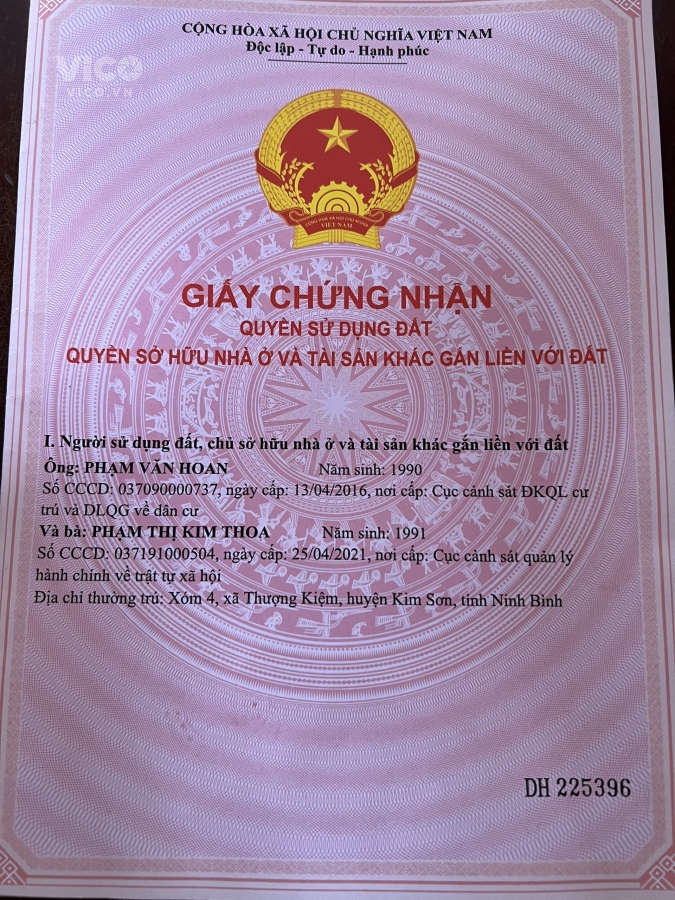 CỘNG HÒA XÃ HỘI CHỦ NGHĨA VIỆT NAM
Độc lập - Tự do - Hạnh phúc
VICO
VICO.VN
CỘNG HÒA XÃ HỘI CHỦ NGHĨA
VIỆT NAM
GIẤY CHỨNG NHẬN
QUYỀN SỬ DỤNG ĐẤT
QUYỀN SỞ HỮU NHÀ Ở VÀ TÀI SẢN KHÁC GẮN LIỀN VỚI ĐẤT
I. Người sử dụng đất, chủ sở hữu nhà ở và tài sản khác gắn liền với đất
Ông: PHẠM VĂN HOAN Năm sinh: 1990
Số CCCD: 037090000737, ngày cấp: 13/04/2016, nơi cấp: Cục cảnh sát ĐKQL cư
trú và DLQG về dân cư
Và bà: PHẠM THỊ KIM THOA Năm sinh: 1991
Số CCCD: 037191000504, ngày cấp: 25/04/2021, nơi cấp: Cục cảnh sát quản lý
hành chính về trật tự xã hội
Địa chỉ thường trú: Xóm 4, xã Thượng Kiệm, huyện Kim Sơn, tỉnh Ninh Bình
DH 225396